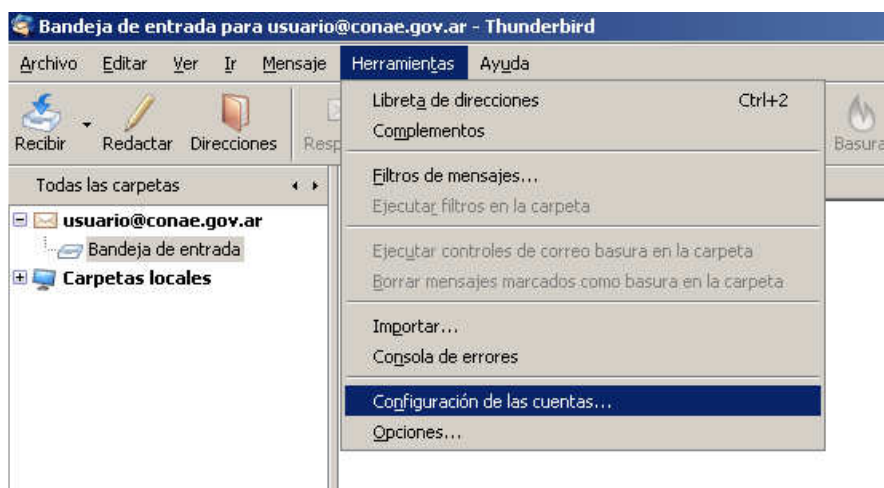 Bandeja de entrada para usuario@conae.gov.ar - Thunderbird
Archivo Editar Ver Ir Mensaje Herramientas Ayuda
Recibir Redactar Direcciones Resp Basura
Libreta de direcciones Ctrl+2
Complementos
Filtros de mensajes...
Ejecutar filtros en la carpeta
Ejecutar controles de correo basura en la carpeta
Borrar mensajes marcados como basura en la carpeta
Importar...
Consola de errores
Configuración de las cuentas...
Opciones...
Todas las carpetas
usuario@conae.gov.ar
Bandeja de entrada
Carpetas locales